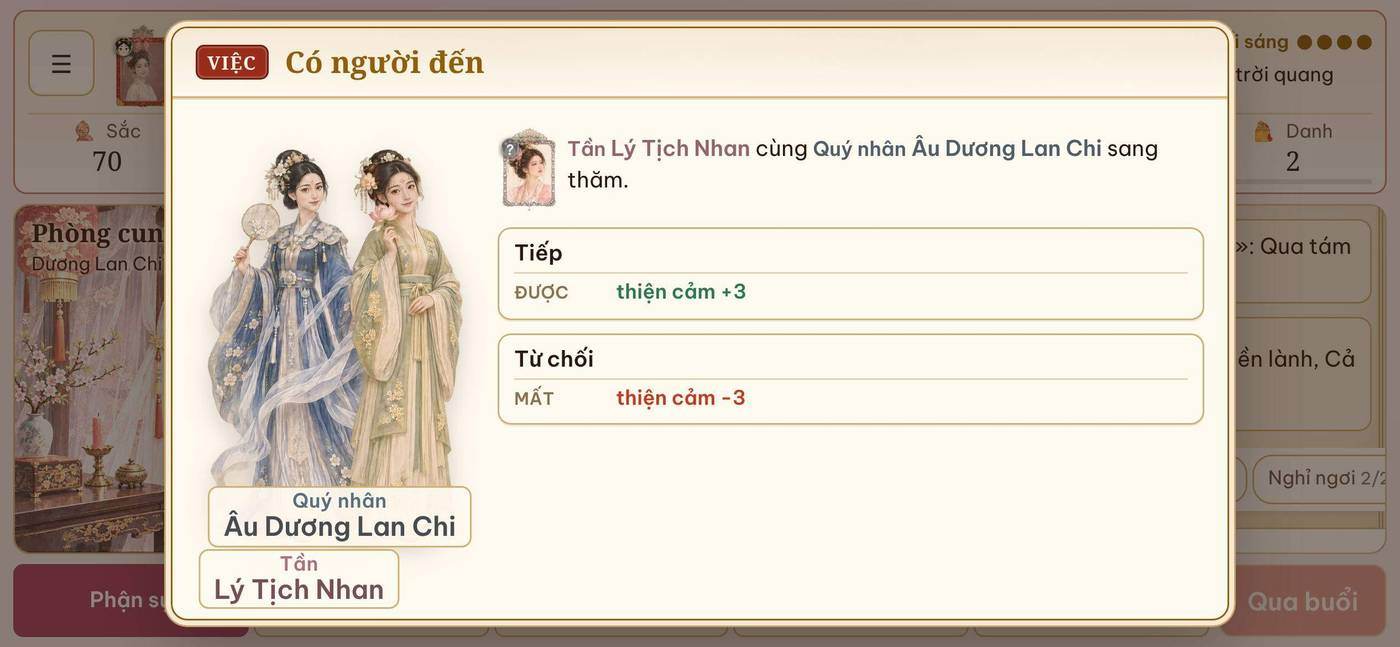 VIỆC Có người đến
i sáng
trời quang
Sắc
70
Danh
2
Phòng cun
Dương Lan Chi
Tần Lý Tịch Nhan cùng Quý nhân Âu Dương Lan Chi sang
thăm.
Tiếp
ĐƯỢC thiện cảm +3
Từ chối
MẤT thiện cảm -3
Quý nhân
Âu Dương Lan Chi
Tần
Lý Tịch Nhan
»: Qua tám
ền lành, Cả
Nghỉ ngơi 2/2
Phận sự
Qua buổi